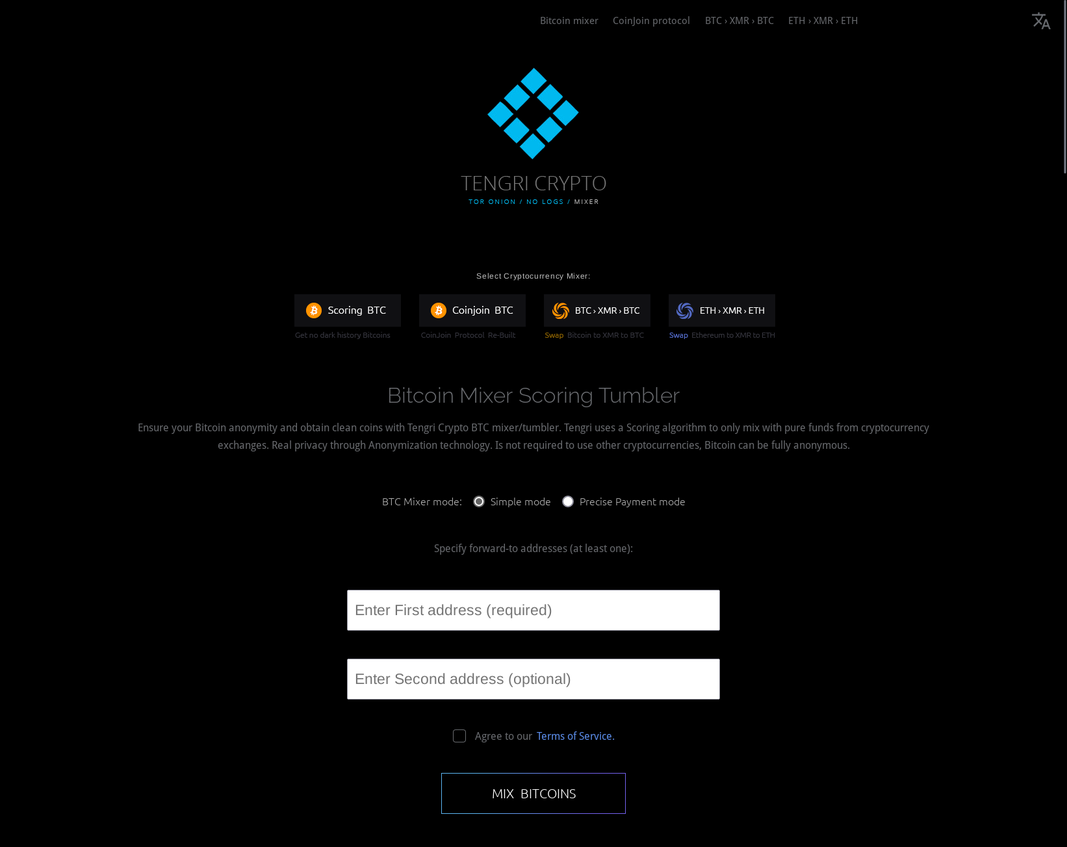 Bitcoin mixer CoinJoin protocol BTC › XMR › BTC ETH › XMR › ETH
TENGRI CRYPTO
TOR ONION / NO LOGS / MIXER
Select Cryptocurrency Mixer:
Scoring BTC Coinjoin BTC BTC › XMR › BTC ETH › XMR › ETH
Get no dark history Bitcoins CoinJoin Protocol Re-Built Swap Bitcoin to XMR to BTC Swap Ethereum to XMR to ETH
Bitcoin Mixer Scoring Tumbler
Ensure your Bitcoin anonymity and obtain clean coins with Tengri Crypto BTC mixer/tumbler. Tengri uses a Scoring algorithm to only mix with pure funds from cryptocurrency
exchanges. Real privacy through Anonymization technology. Is not required to use other cryptocurrencies, Bitcoin can be fully anonymous.
BTC Mixer mode: Simple mode Precise Payment mode
Specify forward-to addresses (at least one):
Enter First address (required)
Enter Second address (optional)
Agree to our Terms of Service.
MIX BITCOINS